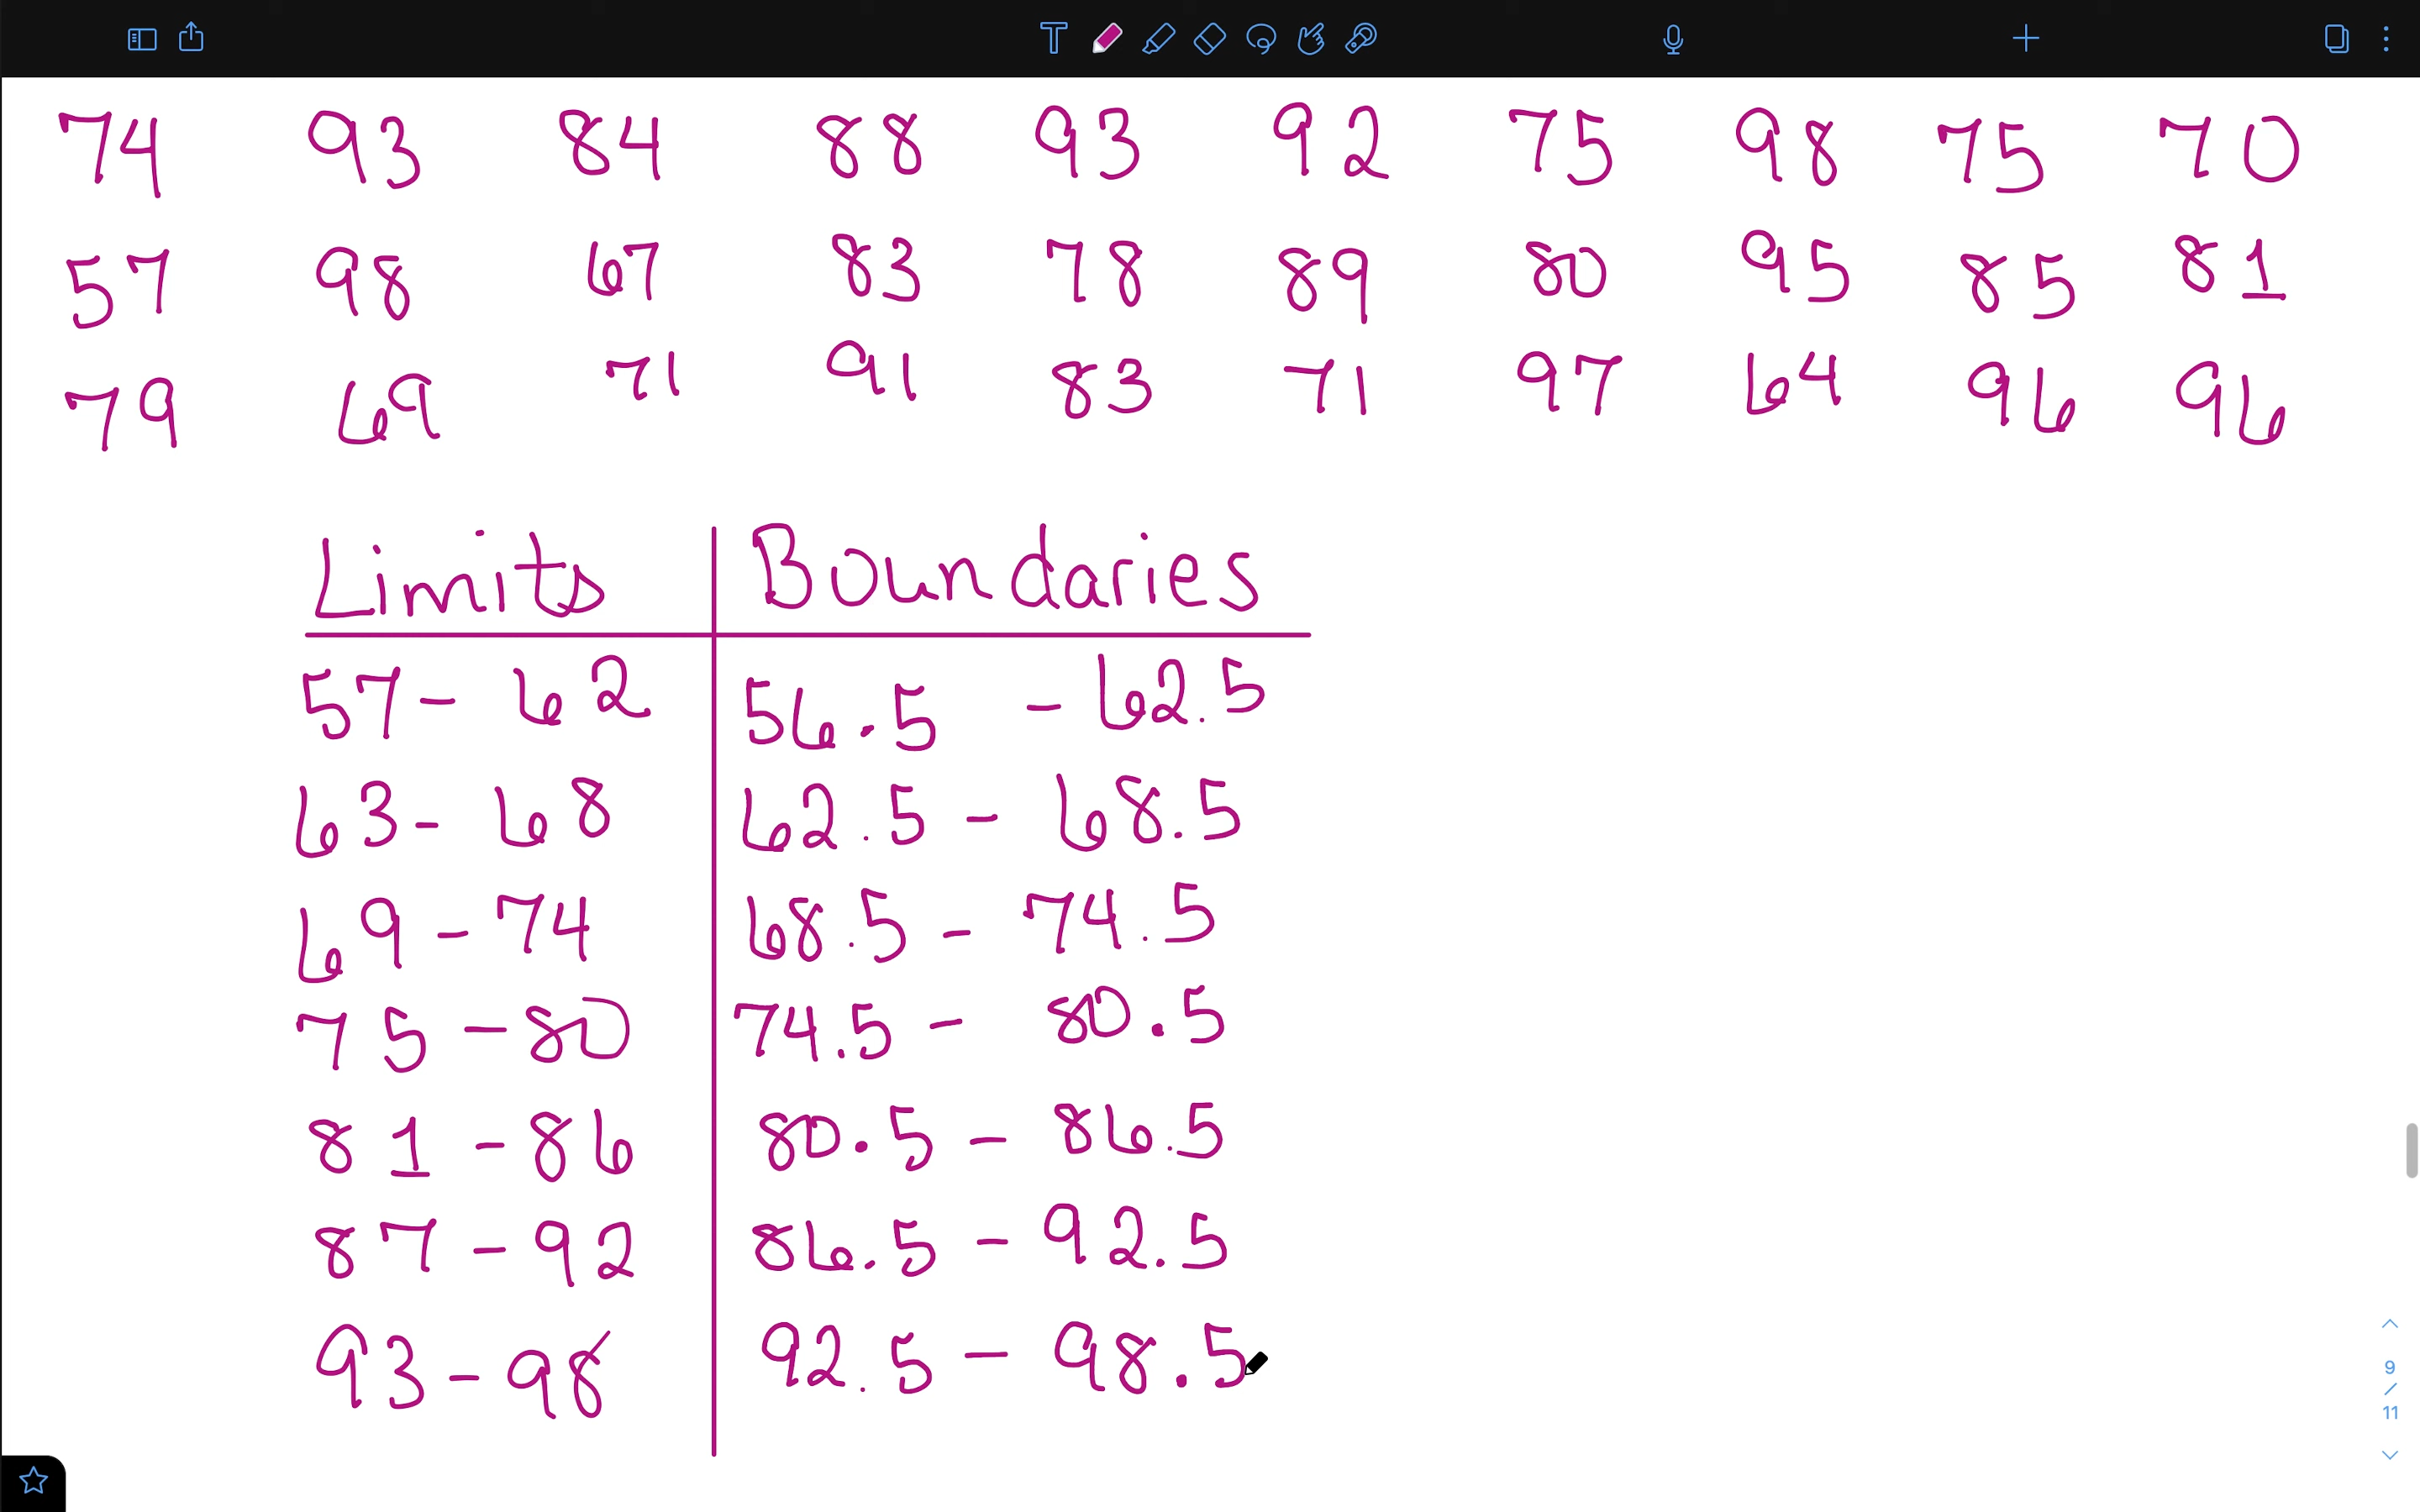 74 93 84 88 93 92 75 98 75 70
57 98 67 83 78 89 80 95 85 81
79 69 71 91 83 71 97 64 96 96
Limits Boundaries
57 - 62 56.5 - 62.5
63 - 68 62.5 - 68.5
69 - 74 68.5 - 74.5
75 - 80 74.5 - 80.5
81 - 86 80.5 - 86.5
87 - 92 86.5 - 92.5
93 - 98 92.5 - 98.5
9
/
11